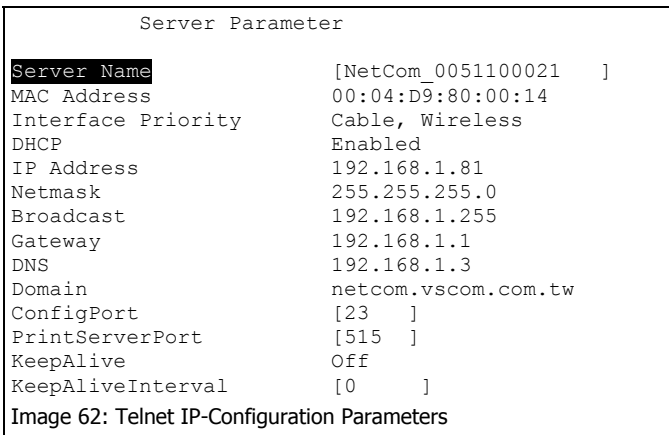 Server Parameter
Server Name [NetCom_0051100021 ]
MAC Address 00:04:D9:80:00:14
Interface Priority Cable, Wireless
DHCP Enabled
IP Address 192.168.1.81
Netmask 255.255.255.0
Broadcast 192.168.1.255
Gateway 192.168.1.1
DNS 192.168.1.3
Domain netcom.vscom.com.tw
ConfigPort [23 ]
PrintServerPort [515 ]
KeepAlive Off
KeepAliveInterval [0 ]
Image 62: Telnet IP-Configuration Parameters